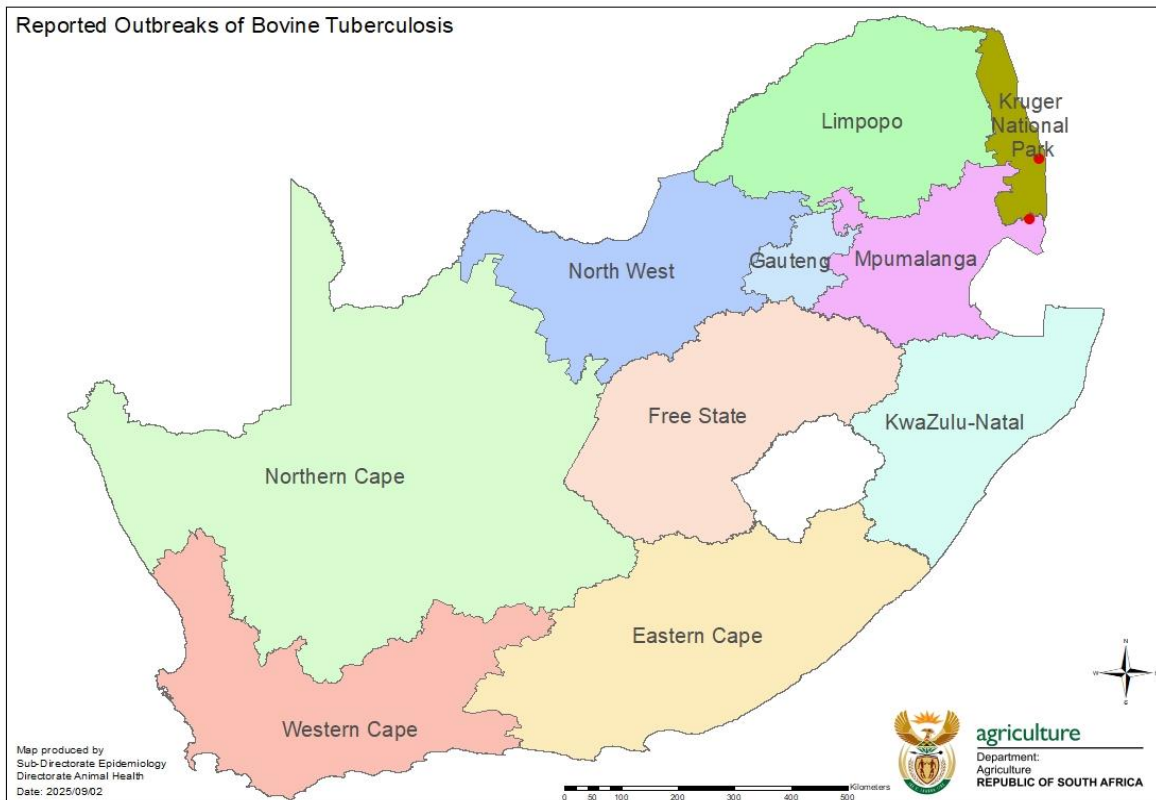 Reported Outbreaks of Bovine Tuberculosis
Limpopo
Kruger
National
Park
North West
Gauteng
Mpumalanga
Free State
KwaZulu-Natal
Northern Cape
Eastern Cape
Western Cape
N
W
S
Map produced by
Sub-Directorate Epidemiology
Directorate Animal Health
Date: 2025/09/02
Kilometers
0 50 100 200 300 400 500
agriculture
Department:
Agriculture
REPUBLIC OF SOUTH AFRICA